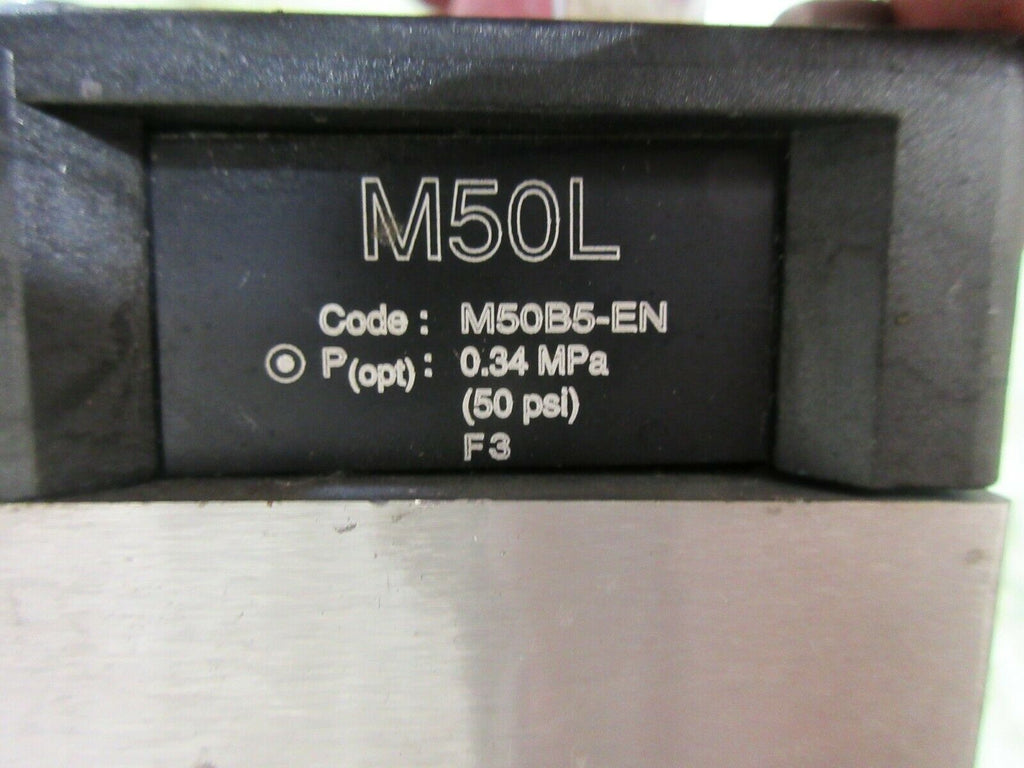 M50L
Code : M50B5-EN
P(opt) : 0.34 MPa
(50 psi)
F3